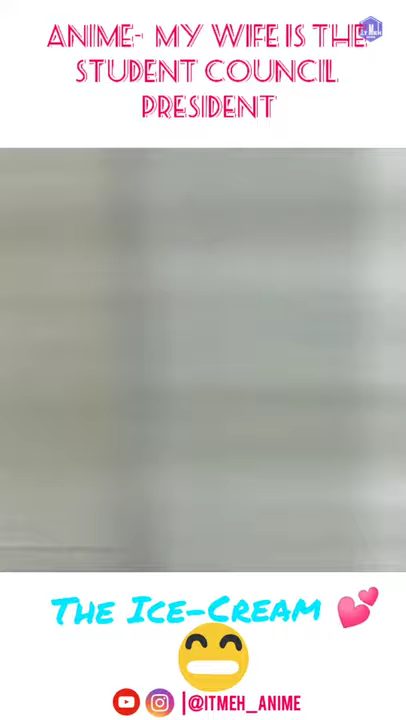 ANIME- MY WIFE IS THE
STUDENT COUNCIL
PRESIDENT
THE ICE-CREAM 💕
😁
|@ITMEH_ANIME